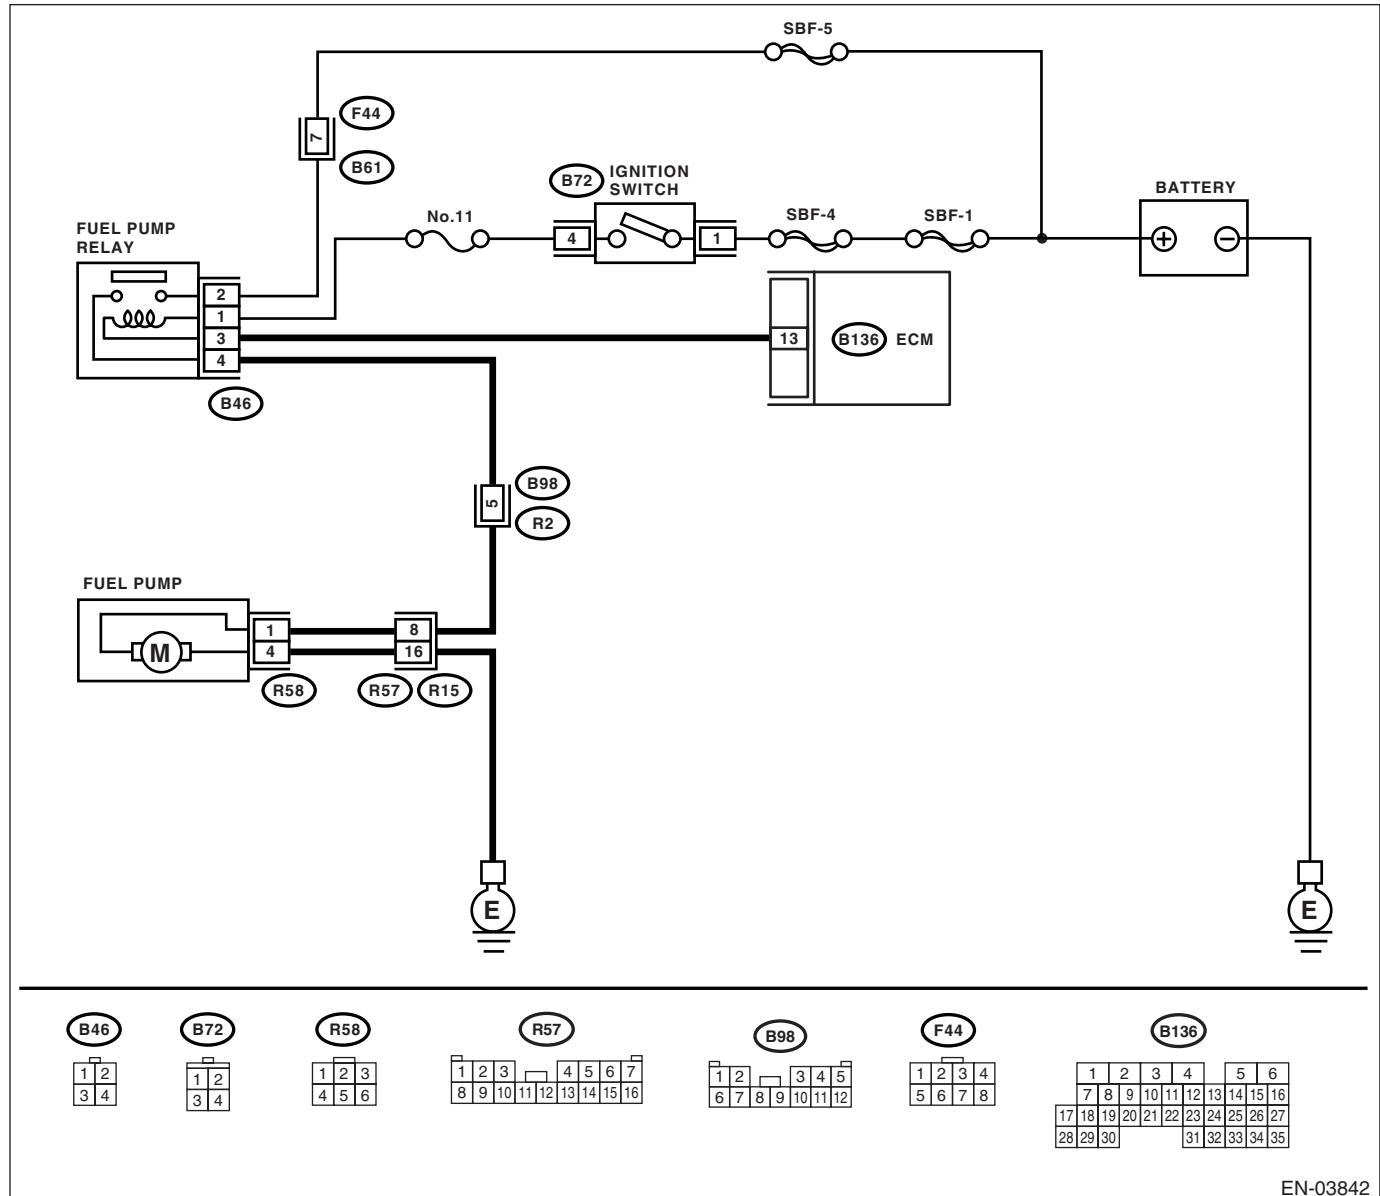 SBF-5
F44
7
B61
B72
IGNITION
SWITCH
BATTERY
No.11
SBF-4
SBF-1
4
1
+
−
FUEL PUMP
RELAY
2
1
3
4
13
B136
ECM
B46
B98
5
R2
FUEL PUMP
M
1
4
8
16
R58
R57
R15
E
E
B46
B72
R58
R57
B98
F44
B136
1 2
3 4
1 2
3 4
1 2 3
4 5 6
1 2 3 4 5 6 7
8 9 10 11 12 13 14 15 16
1 2 3 4 5
6 7 8 9 10 11 12
1 2 3 4
5 6 7 8
1 2 3 4 5 6
7 8 9 10 11 12 13 14 15 16
17 18 19 20 21 22 23 24 25 26 27
28 29 30 31 32 33 34 35
EN-03842